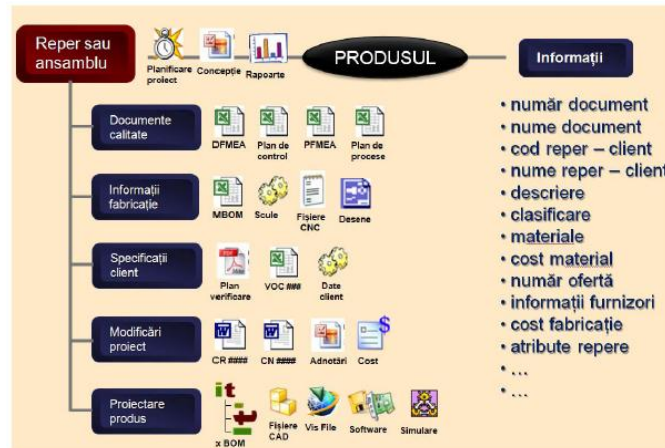 Reper sau
ansamblu
Planificare
proiect
Concepție
Rapoarte
PRODUSUL
Informații
Documente
calitate
DFMEA
Plan de
control
PFMEA
Plan de
procese
Informații
fabricație
MBOM
Scule
Fișiere
CNC
Desene
Specificații
client
Plan
verificare
VOC ###
Date
client
Modificări
proiect
CR ####
CN ####
Adnotări
Cost
Proiectare
produs
x BOM
Fișiere
CAD
Vis File
Software
Simulare
• număr document
• nume document
• cod reper – client
• nume reper – client
• descriere
• clasificare
• materiale
• cost material
• număr ofertă
• informații furnizori
• cost fabricație
• atribute repere
• ...
• ...